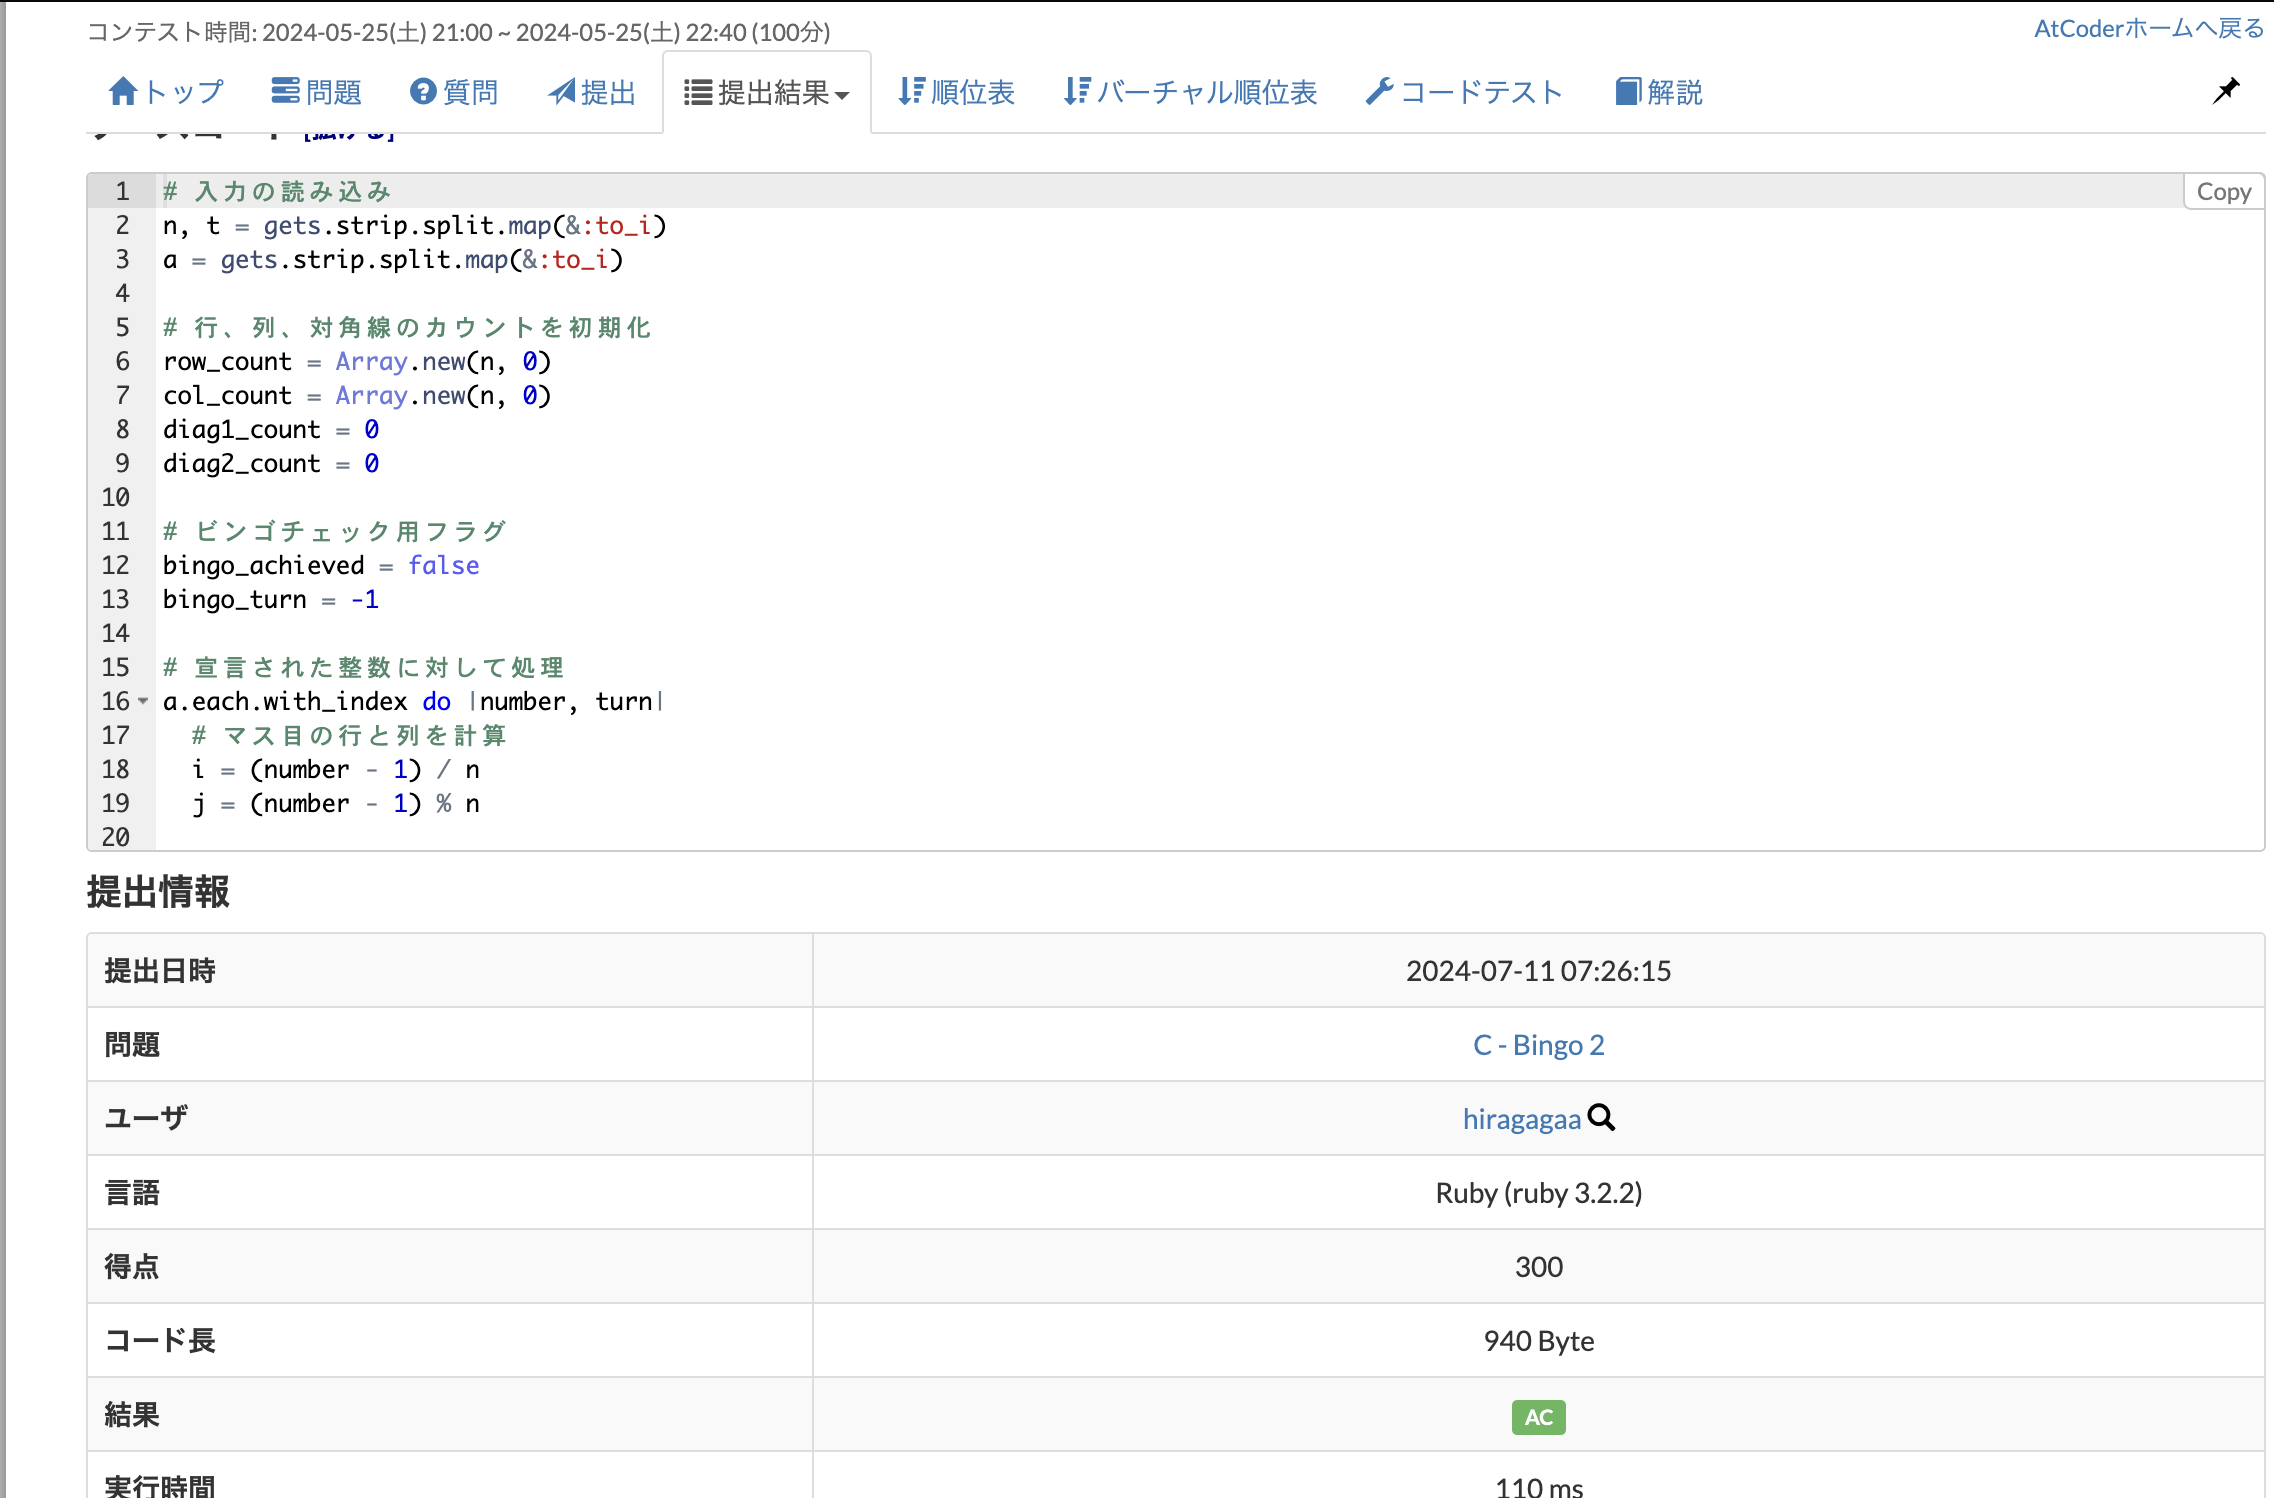 コンテスト時間: 2024-05-25(土) 21:00 ~ 2024-05-25(土) 22:40 (100分)
AtCoderホームへ戻る
トップ 問題 質問 提出 提出結果 順位表 バーチャル順位表 コードテスト 解説
Copy
1 # 入力の読み込み
2 n, t = gets.strip.split.map(&:to_i)
3 a = gets.strip.split.map(&:to_i)
4
5 # 行、列、対角線のカウントを初期化
6 row_count = Array.new(n, 0)
7 col_count = Array.new(n, 0)
8 diag1_count = 0
9 diag2_count = 0
10
11 # ビンゴチェック用フラグ
12 bingo_achieved = false
13 bingo_turn = -1
14
15 # 宣言された整数に対して処理
16 a.each.with_index do |number, turn|
17 # マス目の行と列を計算
18 i = (number - 1) / n
19 j = (number - 1) % n
20
提出情報
提出日時 2024-07-11 07:26:15
問題 C - Bingo 2
ユーザ hiragagaa
言語 Ruby (ruby 3.2.2)
得点 300
コード長 940 Byte
結果 AC
実行時間 110 ms